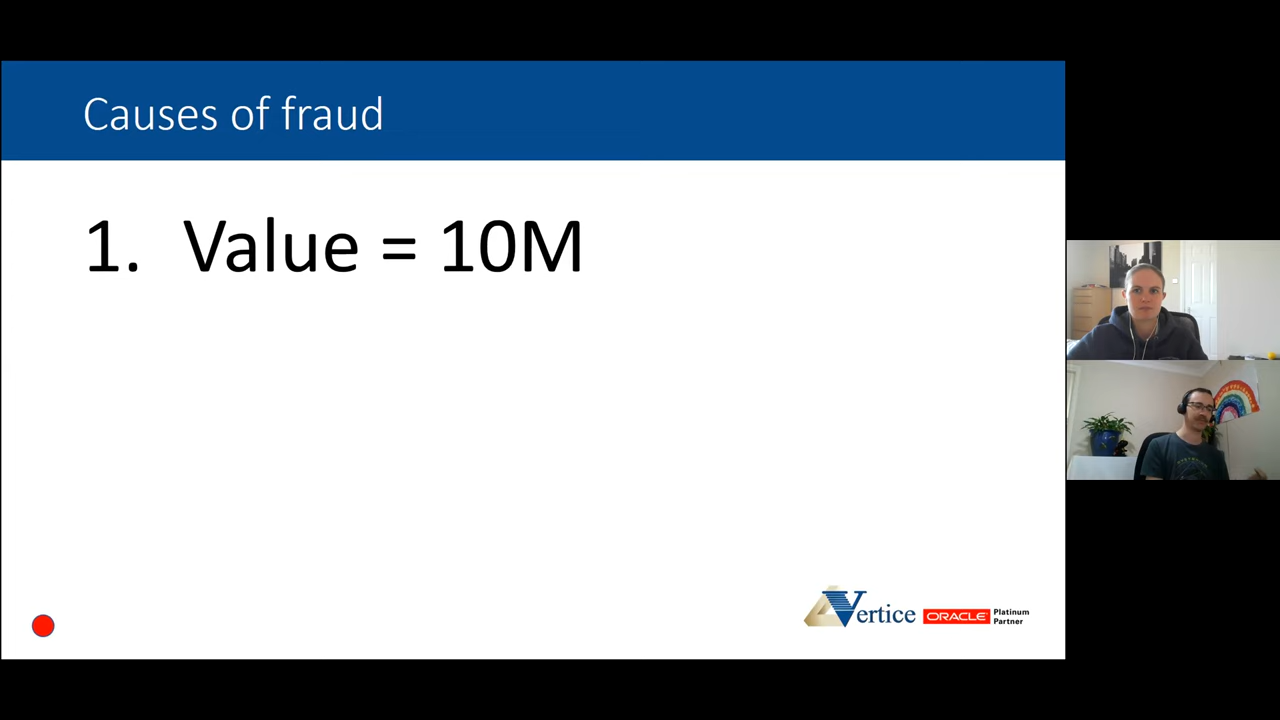 Causes of fraud
1. Value = 10M
Vertice ORACLE Platinum
Partner